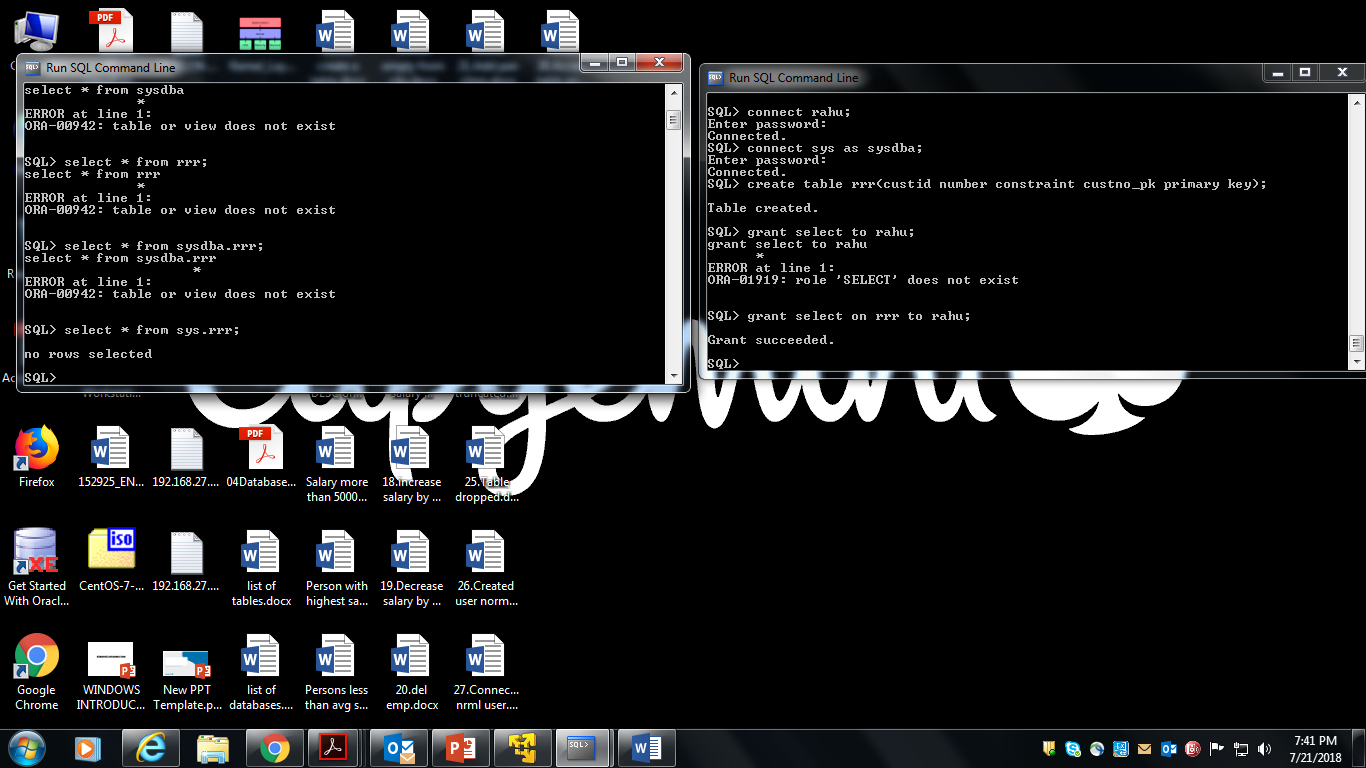 PDF
Run SQL Command Line
select * from sysdba
*
ERROR at line 1:
ORA-00942: table or view does not exist
SQL> select * from rrr;
select * from rrr
*
ERROR at line 1:
ORA-00942: table or view does not exist
SQL> select * from sysdba.rrr;
select * from sysdba.rrr
*
ERROR at line 1:
ORA-00942: table or view does not exist
SQL> select * from sys.rrr;
no rows selected
SQL>
Run SQL Command Line
SQL> connect rahu;
Enter password:
Connected.
SQL> connect sys as sysdba;
Enter password:
Connected.
SQL> create table rrr(custid number constraint custno_pk primary key);
Table created.
SQL> grant select to rahu;
grant select to rahu
*
ERROR at line 1:
ORA-01919: role 'SELECT' does not exist
SQL> grant select on rrr to rahu;
Grant succeeded.
SQL>
Capgemini
Firefox
152925_EN...
192.168.27....
PDF
04Database...
Salary more
than 5000...
18.Increase
salary by ...
25.Table
dropped.d...
Get Started
With Oracl...
XE
iso
CentOS-7-...
192.168.27....
list of
tables.docx
Person with
highest sa...
19.Decrease
salary by ...
26.Created
user norm...
Google
Chrome
WINDOWS
INTRODUC...
New PPT
Template.p...
list of
databases....
Persons less
than avg s...
20.del
emp.docx
27.Connec...
nrml user....
SQL>
7:41 PM
7/21/2018